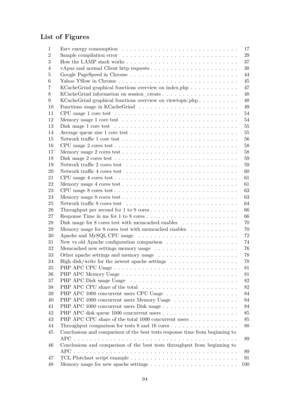 List of Figures
1 Esrv energy consumption . . . . . . . . . . . . . . . . . . . . . . . . . 17
2 Sample compilation error . . . . . . . . . . . . . . . . . . . . . . . . . 29
3 How the LAMP stack works . . . . . . . . . . . . . . . . . . . . . . . 37
4 vApus and normal Client http requests . . . . . . . . . . . . . . . . . 38
5 Google PageSpeed in Chrome . . . . . . . . . . . . . . . . . . . . . . 44
6 Yahoo YSlow in Chrome . . . . . . . . . . . . . . . . . . . . . . . . . 45
7 KCacheGrind graphical functions overview on index.php . . . . . . . 47
8 KCacheGrind information on session_create . . . . . . . . . . . . . . 48
9 KCacheGrind graphical functions overview on viewtopic.php . . . . . 48
10 Functions usage in KCacheGrind . . . . . . . . . . . . . . . . . . . . 49
11 CPU usage 1 core test . . . . . . . . . . . . . . . . . . . . . . . . . . 54
12 Memory usage 1 core test . . . . . . . . . . . . . . . . . . . . . . . . 54
13 Disk usage 1 core test . . . . . . . . . . . . . . . . . . . . . . . . . . 55
14 Average queue size 1 core test . . . . . . . . . . . . . . . . . . . . . . 55
15 Network traffic 1 core test . . . . . . . . . . . . . . . . . . . . . . . . 56
16 CPU usage 2 cores test . . . . . . . . . . . . . . . . . . . . . . . . . . 58
17 Memory usage 2 cores test . . . . . . . . . . . . . . . . . . . . . . . . 58
18 Disk usage 2 cores test . . . . . . . . . . . . . . . . . . . . . . . . . . 59
19 Network traffic 2 cores test . . . . . . . . . . . . . . . . . . . . . . . 59
20 Network traffic 4 cores test . . . . . . . . . . . . . . . . . . . . . . . 60
21 CPU usage 4 cores test . . . . . . . . . . . . . . . . . . . . . . . . . . 61
22 Memory usage 4 cores test . . . . . . . . . . . . . . . . . . . . . . . . 61
23 CPU usage 8 cores test . . . . . . . . . . . . . . . . . . . . . . . . . . 63
24 Memory usage 8 cores test . . . . . . . . . . . . . . . . . . . . . . . . 63
25 Network traffic 8 cores test . . . . . . . . . . . . . . . . . . . . . . . 64
26 Throughput per second for 1 to 8 cores . . . . . . . . . . . . . . . . . 66
27 Response Time in ms for 1 to 8 cores . . . . . . . . . . . . . . . . . . 66
28 Disk usage for 8 cores test with memcached enables . . . . . . . . . . 70
29 Memory usage for 8 cores test with memcached enables . . . . . . . . 70
30 Apache and MySQL CPU usage . . . . . . . . . . . . . . . . . . . . . 72
31 New vs old Apache configuration comparison . . . . . . . . . . . . . . 74
32 Memcached new settings memory usage . . . . . . . . . . . . . . . . . 76
33 Other apache settings and memory usage . . . . . . . . . . . . . . . . 78
34 High disk/write for the newest apache settings . . . . . . . . . . . . . 79
35 PHP APC CPU Usage . . . . . . . . . . . . . . . . . . . . . . . . . . 81
36 PHP APC Memory Usage . . . . . . . . . . . . . . . . . . . . . . . . 81
37 PHP APC Disk usage Usage . . . . . . . . . . . . . . . . . . . . . . . 82
38 PHP APC CPU share of the total . . . . . . . . . . . . . . . . . . . . 82
39 PHP APC 1000 concurrent users CPU Usage . . . . . . . . . . . . . . 84
40 PHP APC 1000 concurrent users Memory Usage . . . . . . . . . . . . 84
41 PHP APC 1000 concurrent users Disk usage . . . . . . . . . . . . . . 84
42 PHP APC disk queue 1000 concurrent users . . . . . . . . . . . . . . 85
43 PHP APC CPU share of the total 1000 concurrent users . . . . . . . . 85
44 Throughput comparison for tests 8 and 16 cores . . . . . . . . . . . . 88
45 Conclusions and comparison of the best tests response time from beginning to
APC . . . . . . . . . . . . . . . . . . . . . . . . . . . . . . . . . . . . 89
46 Conclusions and comparison of the best tests throughput from beginning to
APC . . . . . . . . . . . . . . . . . . . . . . . . . . . . . . . . . . . . 89
47 TCL Plotchart script example . . . . . . . . . . . . . . . . . . . . . . 91
48 Memory usage for new apache settings . . . . . . . . . . . . . . . . . 100
94